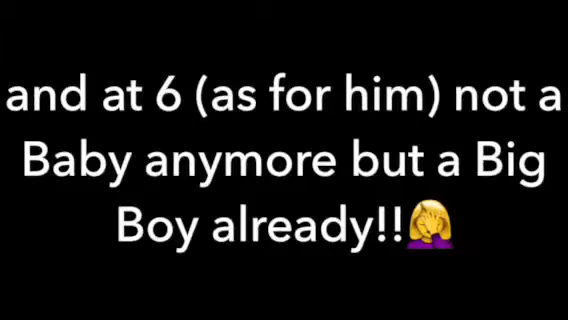 and at 6 (as for him) not a
Baby anymore but a Big
Boy already!!🤦‍♀️